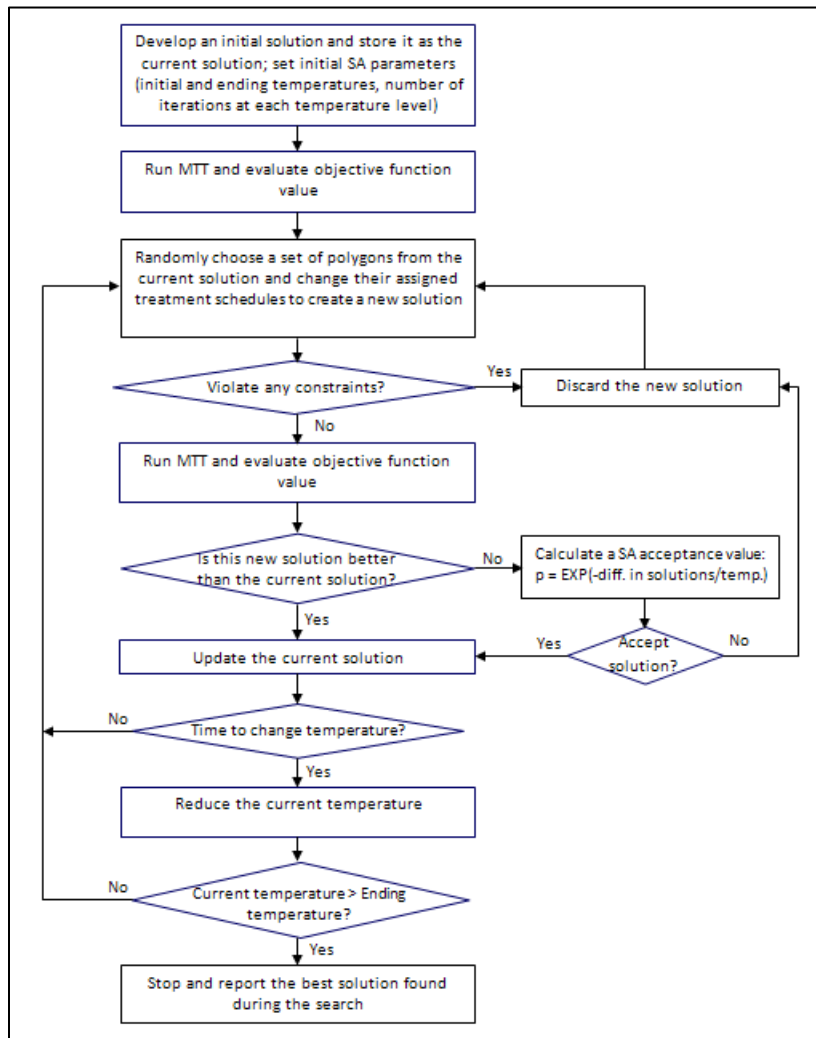 Develop an initial solution and store it as the
current solution; set initial SA parameters
(initial and ending temperatures, number of
iterations at each temperature level)
Run MTT and evaluate objective function
value
Randomly choose a set of polygons from the
current solution and change their assigned
treatment schedules to create a new solution
Violate any constraints?
Yes
Discard the new solution
No
Run MTT and evaluate objective function
value
Is this new solution better
than the current solution?
No
Calculate a SA acceptance value:
p = EXP(-diff. in solutions/temp.)
Yes
Update the current solution
Yes
Accept
solution?
No
No
Time to change temperature?
Yes
Reduce the current temperature
No
Current temperature > Ending
temperature?
Yes
Stop and report the best solution found
during the search